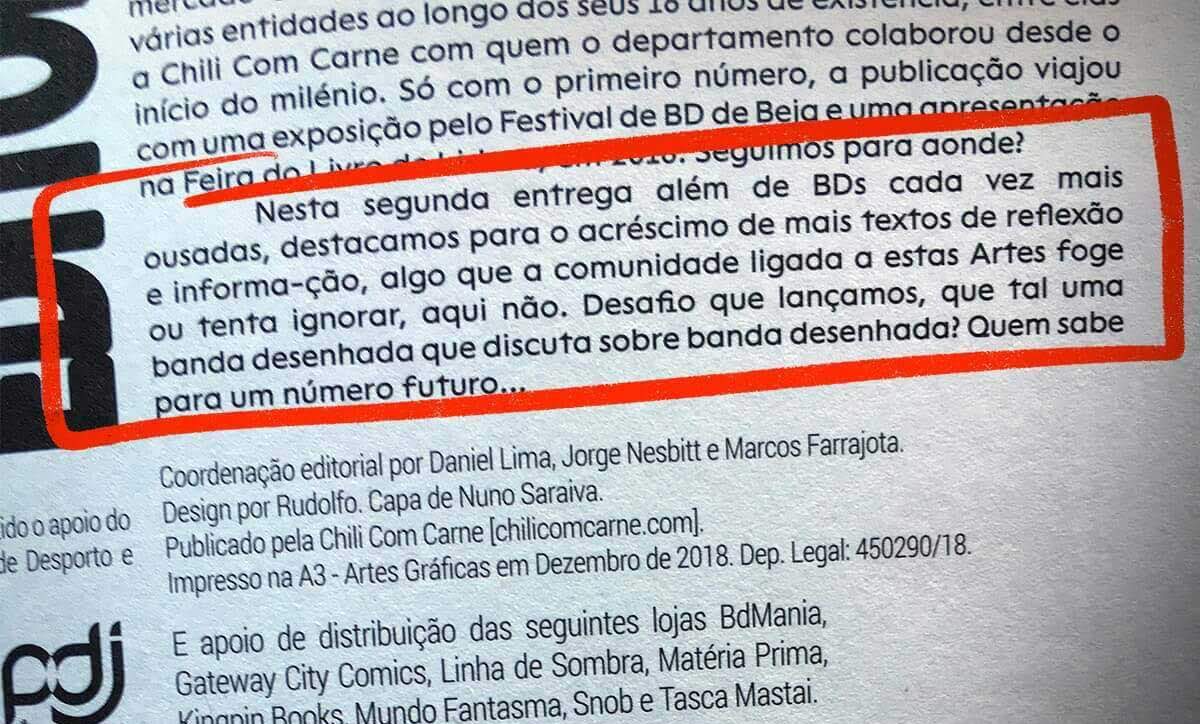 várias entidades ao longo dos seus 18 anos de existência, entre elas
a Chili Com Carne com quem o departamento colaborou desde o
início do milénio. Só com o primeiro número, a publicação viajou
com uma exposição pelo Festival de BD de Beja e uma apresentação
na Feira do Livro de em 2018. Seguimos para aonde?
Nesta segunda entrega além de BDs cada vez mais
ousadas, destacamos para o acréscimo de mais textos de reflexão
e informa-ção, algo que a comunidade ligada a estas Artes foge
ou tenta ignorar, aqui não. Desafio que lançamos, que tal uma
banda desenhada que discuta sobre banda desenhada? Quem sabe
para um número futuro...
Coordenação editorial por Daniel Lima, Jorge Nesbitt e Marcos Farrajota.
Design por Rudolfo. Capa de Nuno Saraiva.
Publicado pela Chili Com Carne [chilicomcarne.com].
Impresso na A3 - Artes Gráficas em Dezembro de 2018. Dep. Legal: 450290/18.
ido o apoio do
de Desporto e
pdj
E apoio de distribuição das seguintes lojas BdMania,
Gateway City Comics, Linha de Sombra, Matéria Prima,
Kingpin Books, Mundo Fantasma, Snob e Tasca Mastai.